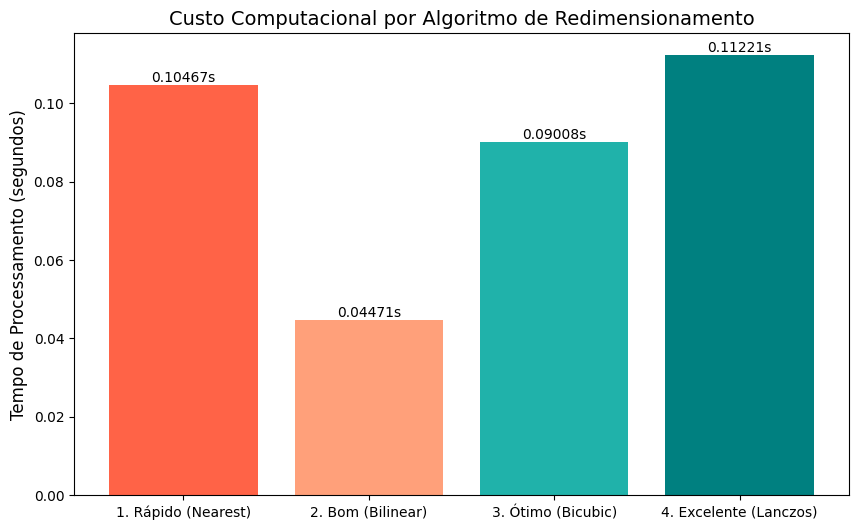 Custo Computacional por Algoritmo de Redimensionamento
Tempo de Processamento (segundos)
0.10
0.08
0.06
0.04
0.02
0.00
0.10467s
0.04471s
0.09008s
0.11221s
1. Rápido (Nearest)
2. Bom (Bilinear)
3. Ótimo (Bicubic)
4. Excelente (Lanczos)